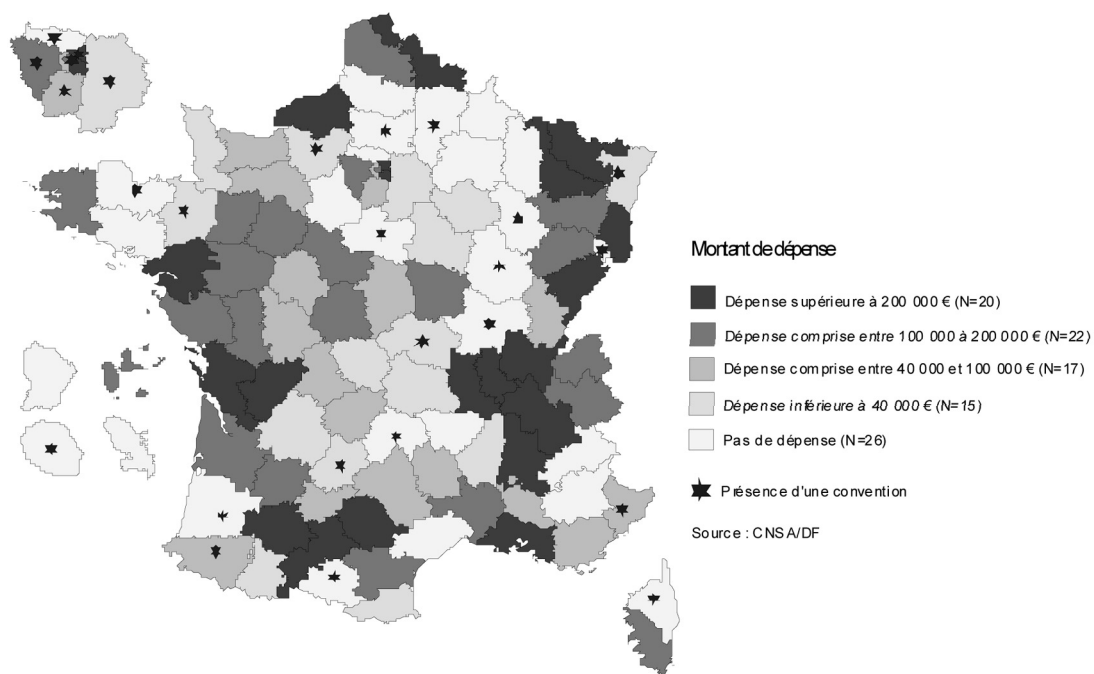 Montant de dépense
Dépense supérieure à 200 000 € (N=20)
Dépense comprise entre 100 000 à 200 000 € (N=22)
Dépense comprise entre 40 000 et 100 000 € (N=17)
Dépense inférieure à 40 000 € (N=15)
Pas de dépense (N=26)
Présence d'une convention
Source : CNSA/DF